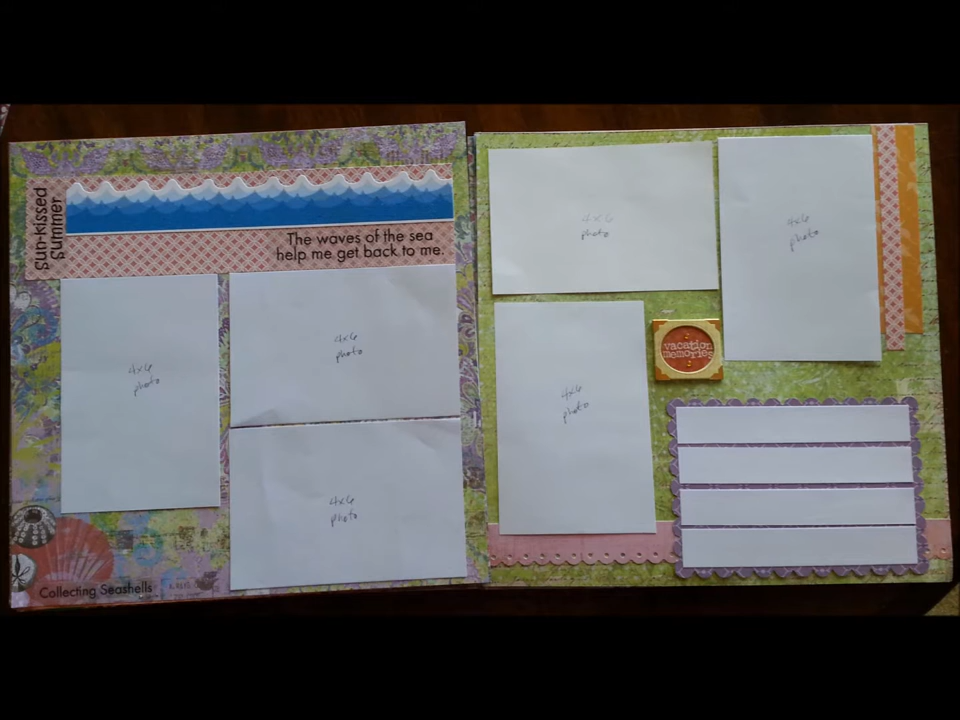 sun-kissed
summer
The waves of the sea
help me get back to me.
4x6
photo
4x6
photo
4x6
photo
Collecting Seashells
4x6
photo
4x6
photo
vacation
memories
4x6
photo